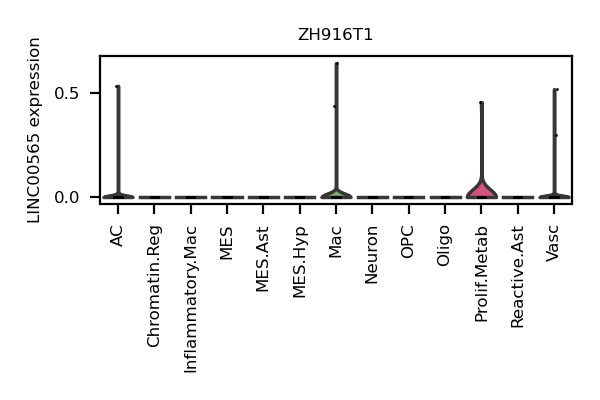 ZH916T1
LINC00565 expression
0.5
0.0
AC
Chromatin.Reg
Inflammatory.Mac
MES
MES.Ast
MES.Hyp
Mac
Neuron
OPC
Oligo
Prolif.Metab
Reactive.Ast
Vasc